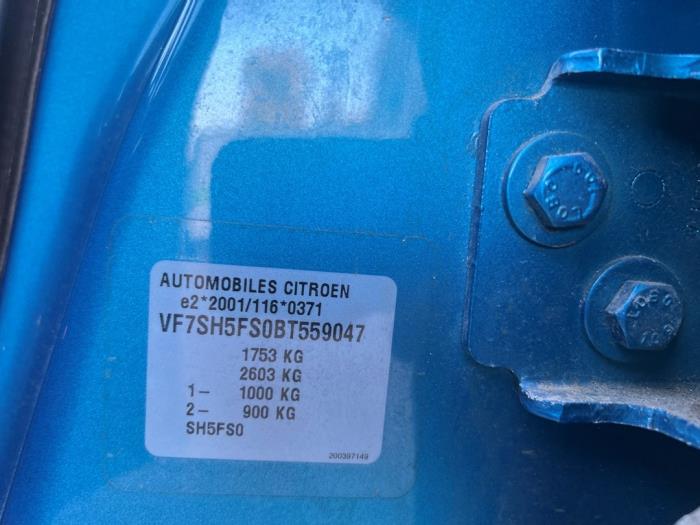 AUTOMOBILES CITROEN
e2*2001/116*0371
VF7SH5FS0BT559047
1753 KG
2603 KG
1- 1000 KG
2- 900 KG
SH5FS0
200397149